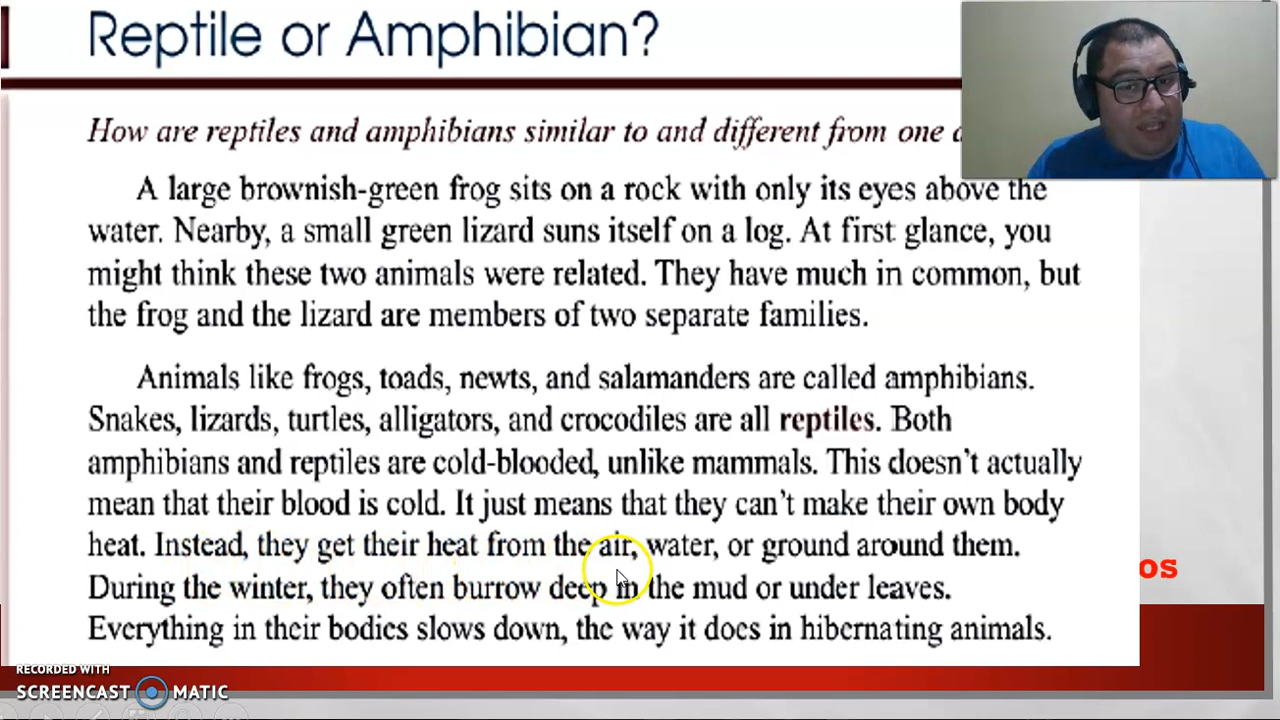 Reptile or Amphibian?
How are reptiles and amphibians similar to and different from one
A large brownish-green frog sits on a rock with only its eyes above the
water. Nearby, a small green lizard suns itself on a log. At first glance, you
might think these two animals were related. They have much in common, but
the frog and the lizard are members of two separate families.
Animals like frogs, toads, newts, and salamanders are called amphibians.
Snakes, lizards, turtles, alligators, and crocodiles are all reptiles. Both
amphibians and reptiles are cold-blooded, unlike mammals. This doesn't actually
mean that their blood is cold. It just means that they can't make their own body
heat. Instead, they get their heat from the air, water, or ground around them.
During the winter, they often burrow deep in the mud or under leaves.
Everything in their bodies slows down, the way it does in hibernating animals.
os
RECORDED WITH
SCREENCAST MATIC